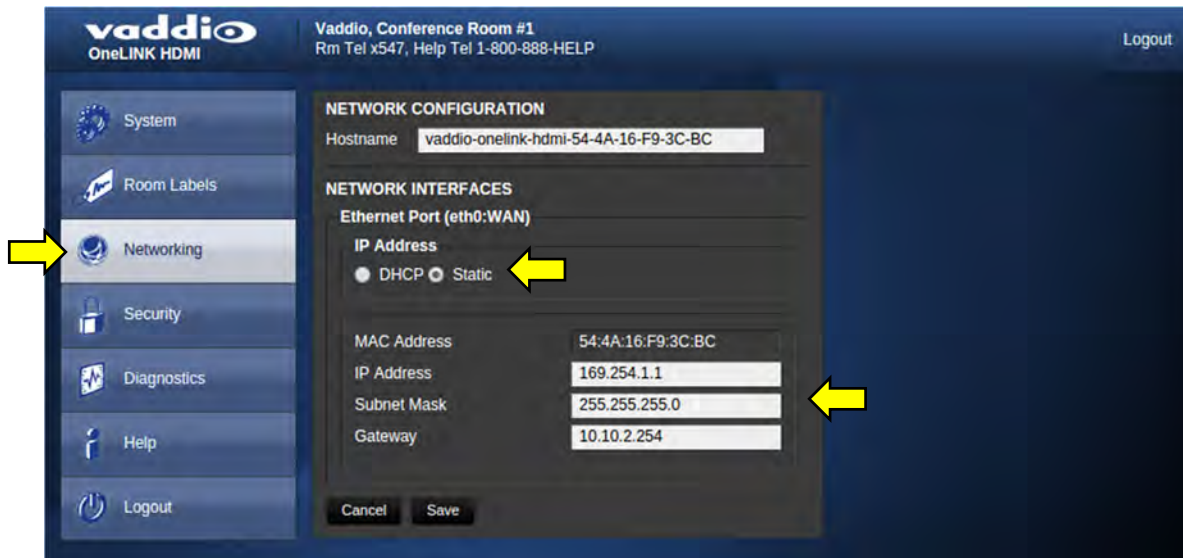 vaddio
OneLINK HDMI
Vaddio, Conference Room #1
Rm Tel x547, Help Tel 1-800-888-HELP
Logout
System
Room Labels
Networking
Security
Diagnostics
Help
Logout
NETWORK CONFIGURATION
Hostname vaddio-onelink-hdmi-54-4A-16-F9-3C-BC
NETWORK INTERFACES
Ethernet Port (eth0:WAN)
IP Address
DHCP Static
MAC Address 54:4A:16:F9:3C:BC
IP Address 169.254.1.1
Subnet Mask 255.255.255.0
Gateway 10.10.2.254
Cancel Save